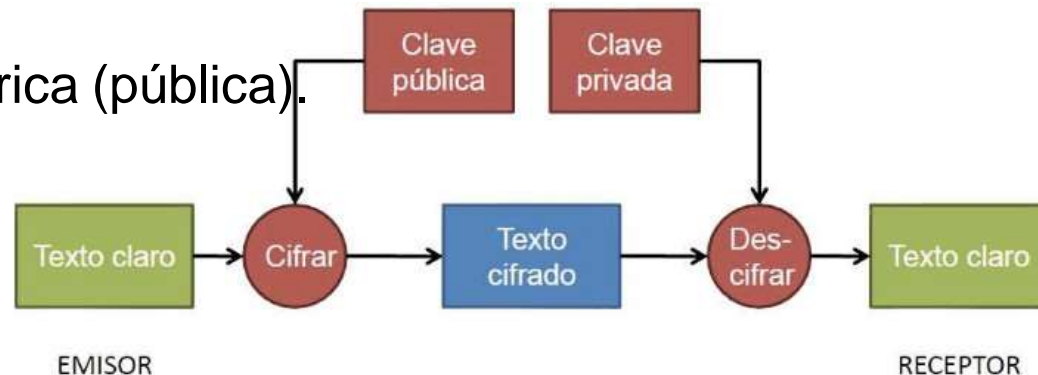 Clave
pública
Clave
privada
rica (pública).
Texto claro
Cifrar
Texto
cifrado
Des-
cifrar
Texto claro
EMISOR
RECEPTOR